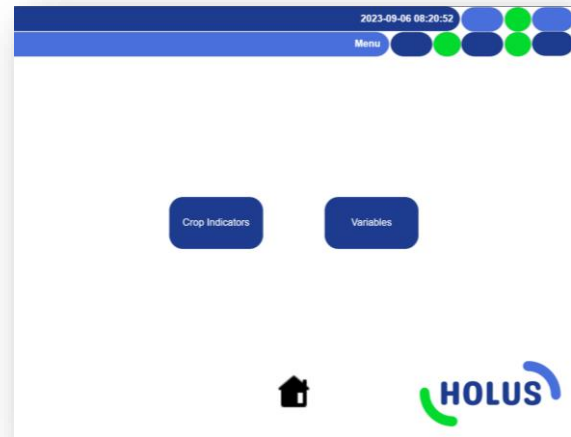 2023-09-06 08:20:52
Menu
Crop Indicators
Variables
HOLUS